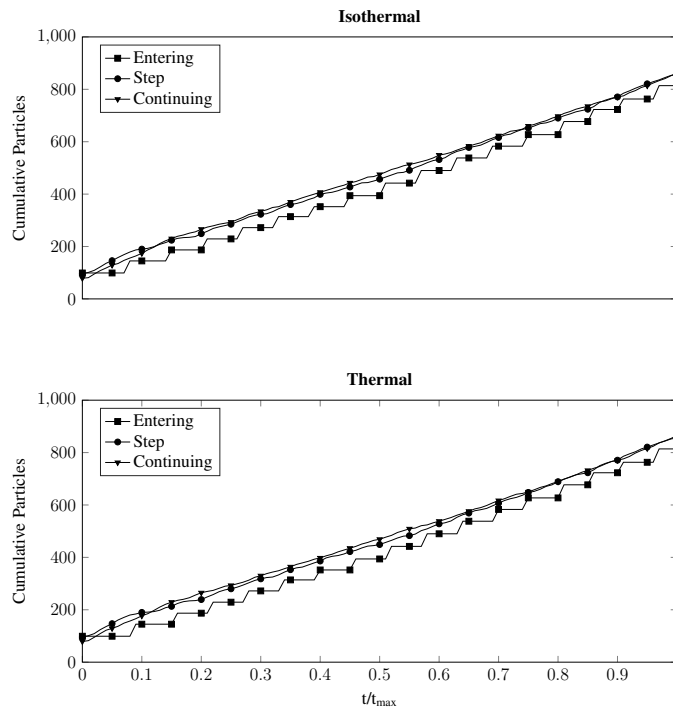 Isothermal
1,000
800
600
400
200
0
Cumulative Particles
Entering
Step
Continuing
Thermal
1,000
800
600
400
200
0
Cumulative Particles
Entering
Step
Continuing
0 0.1 0.2 0.3 0.4 0.5 0.6 0.7 0.8 0.9
t/tmax